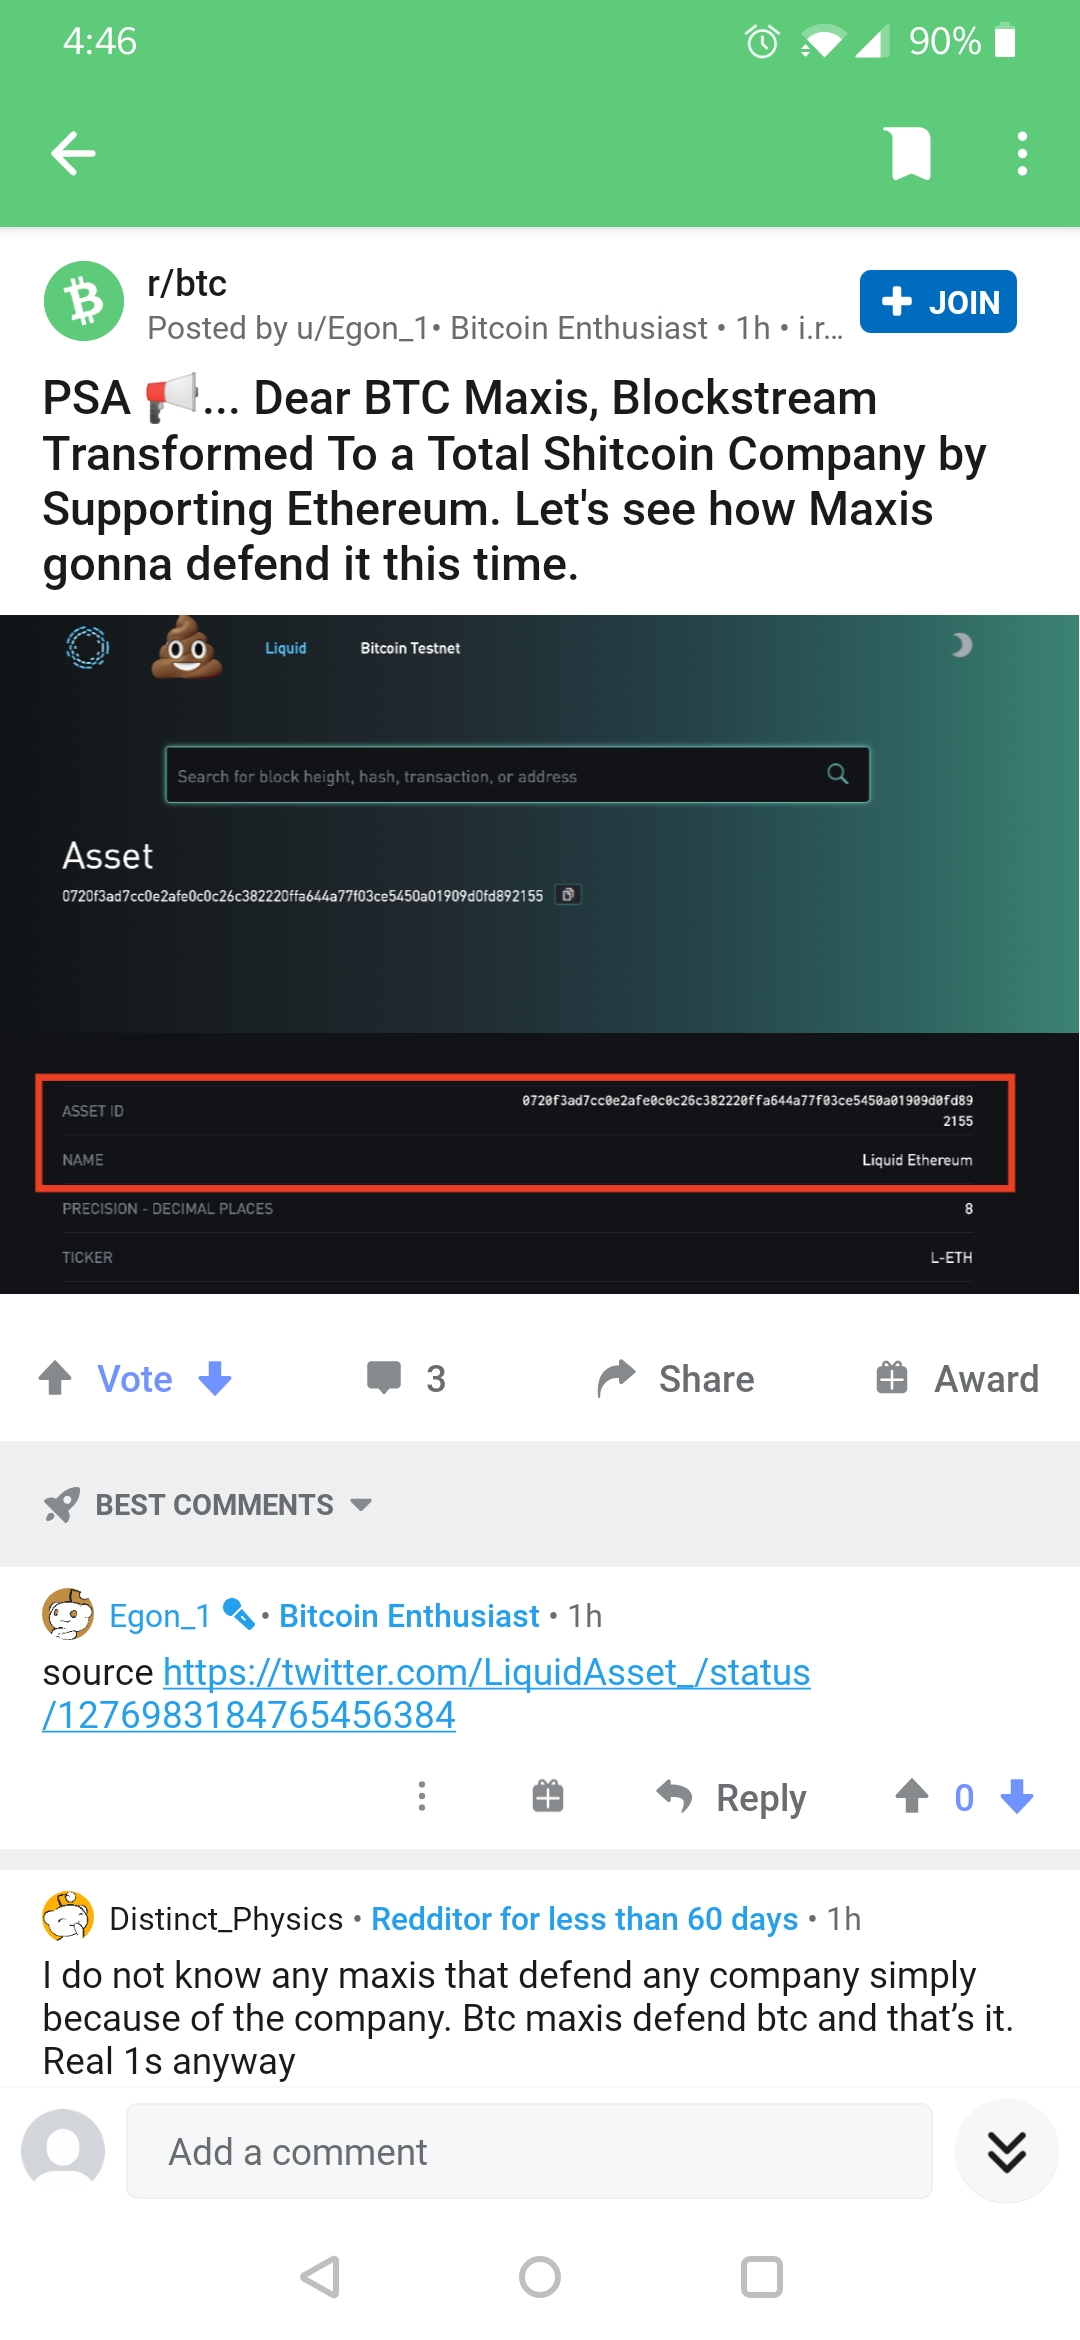 4:46
90%
r/btc
Posted by u/Egon_1• Bitcoin Enthusiast • 1h • i.r...
JOIN
PSA 📢... Dear BTC Maxis, Blockstream
Transformed To a Total Shitcoin Company by
Supporting Ethereum. Let's see how Maxis
gonna defend it this time.
Liquid
Bitcoin Testnet
Search for block height, hash, transaction, or address
Asset
0720f3ad7cc0e2afe0c0c26c382220ffa644a77f03ce5450a01909d0fd892155
ASSET ID
0720f3ad7cc0e2afe0c0c26c382220ffa644a77f03ce5450a01909d0fd89
2155
NAME
Liquid Ethereum
PRECISION - DECIMAL PLACES
8
TICKER
L-ETH
Vote
3
Share
Award
BEST COMMENTS
Egon_1 • Bitcoin Enthusiast • 1h
source https://twitter.com/LiquidAsset_/status
/1276983184765456384
Reply
0
Distinct_Physics • Redditor for less than 60 days • 1h
I do not know any maxis that defend any company simply
because of the company. Btc maxis defend btc and that’s it.
Real 1s anyway
Add a comment